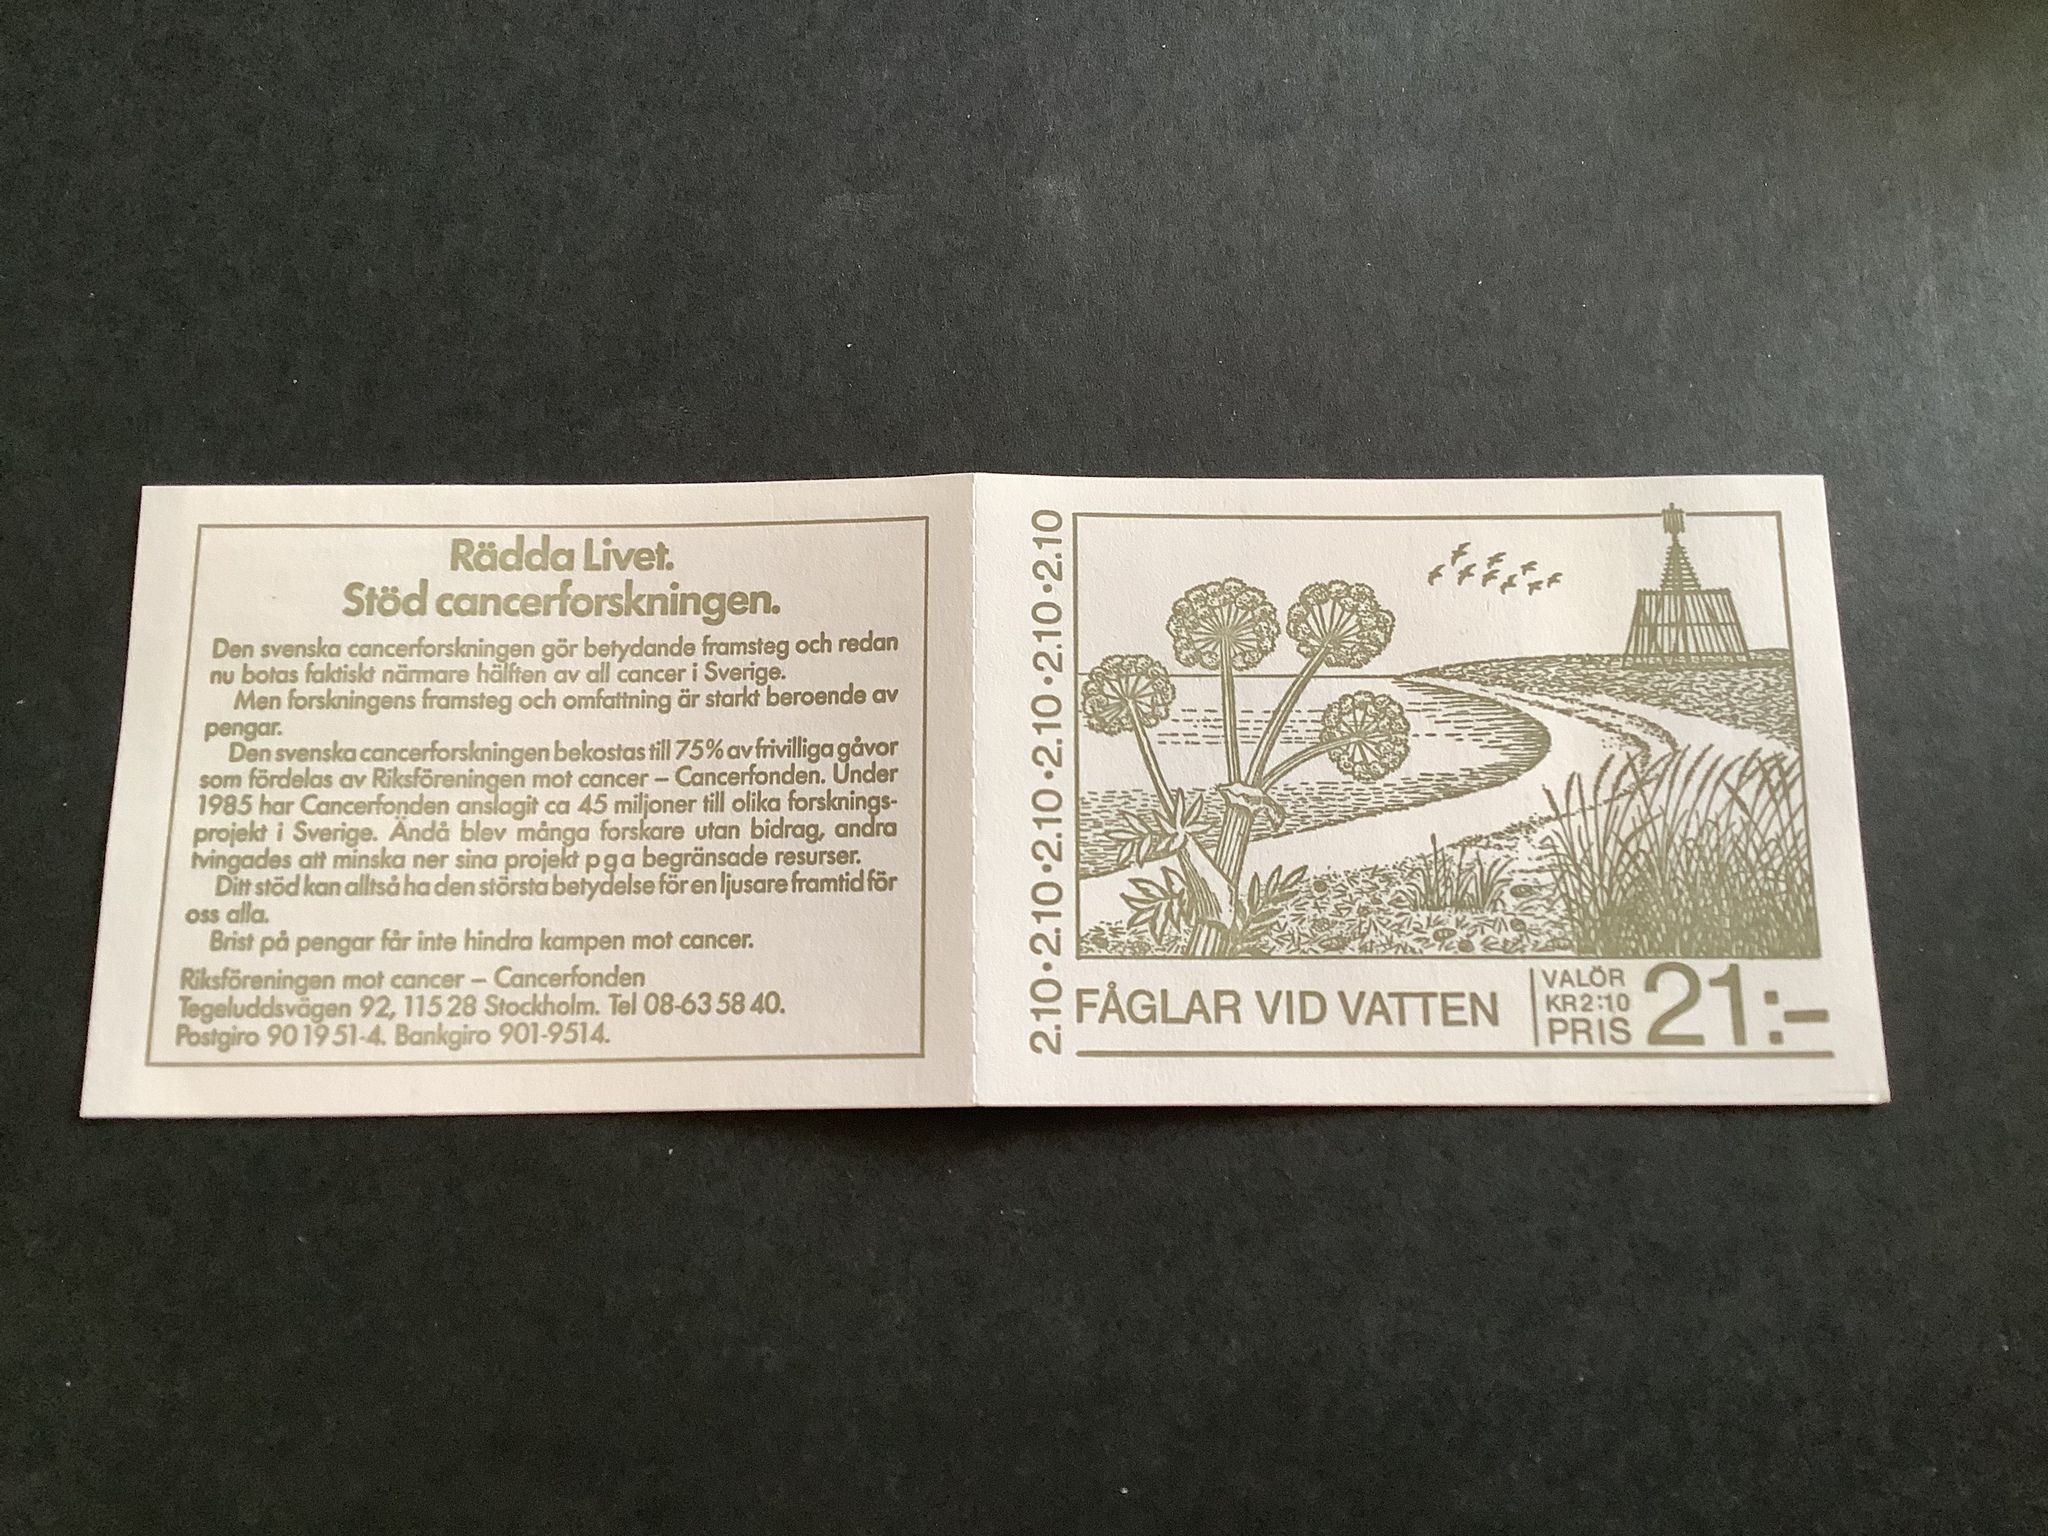 Rädda Livet.
Stöd cancerforskningen.
Den svenska cancerforskningen gör betydande framsteg och redan
nu botas faktiskt närmare hälften av all cancer i Sverige.
Men forskningens framsteg och omfattning är starkt beroende av
pengar.
Den svenska cancerforskningen bekostas till 75% av frivilliga gåvor
som fördelas av Riksföreningen mot cancer – Cancerfonden. Under
1985 har Cancerfonden anslagit ca 45 miljoner till olika forsknings-
projekt i Sverige. Ändå blev många forskare utan bidrag, andra
tvingades att minska ner sina projekt p g a begränsade resurser.
Ditt stöd kan alltså ha den största betydelse för en ljusare framtid för
oss alla.
Brist på pengar får inte hindra kampen mot cancer.
Riksföreningen mot cancer – Cancerfonden
Tegeluddsvägen 92, 115 28 Stockholm. Tel 08-63 58 40.
Postgiro 90 19 51-4. Bankgiro 901-9514.
2.10•2.10•2.10•2.10•2.10•2.10•2.10
FÅGLAR VID VATTEN
VALÖR
KR2:10
PRIS
21:–